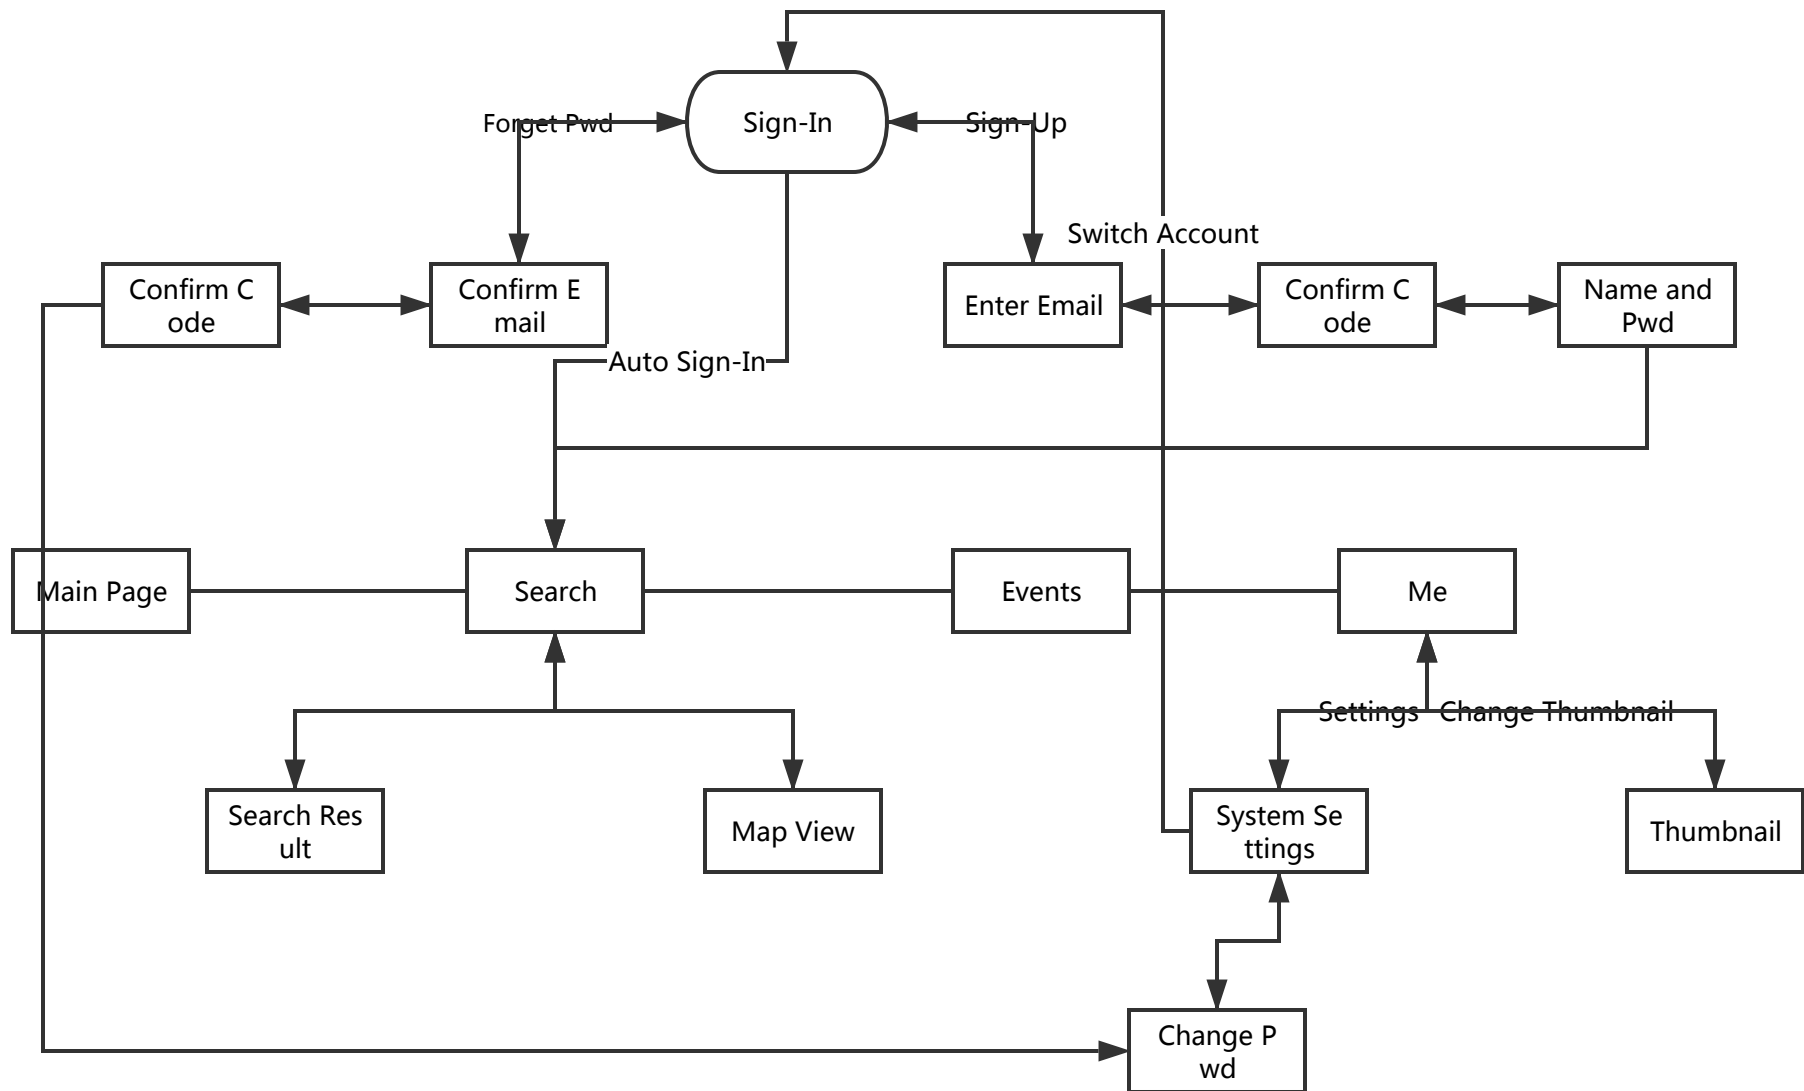 Forget Pwd
Sign-In
Sign-Up
Switch Account
Confirm C
ode
Confirm E
mail
Enter Email
Confirm C
ode
Name and
Pwd
Auto Sign-In
Main Page
Search
Events
Me
Settings
Change Thumbnail
Search Res
ult
Map View
System Se
ttings
Thumbnail
Change P
wd